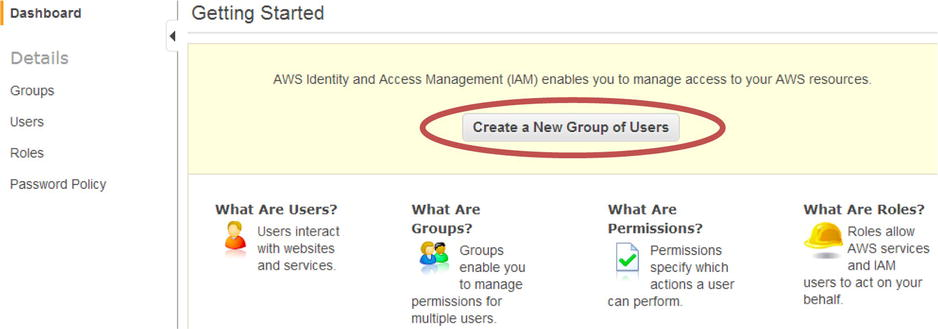 Dashboard
Details
Groups
Users
Roles
Password Policy
Getting Started
AWS Identity and Access Management (IAM) enables you to manage access to your AWS resources.
Create a New Group of Users
What Are Users?
Users interact
with websites
and services.
What Are
Groups?
Groups
enable you
to manage
permissions for
multiple users.
What Are
Permissions?
Permissions
specify which
actions a user
can perform.
What Are Roles?
Roles allow
AWS services
and IAM
users to act on your
behalf.